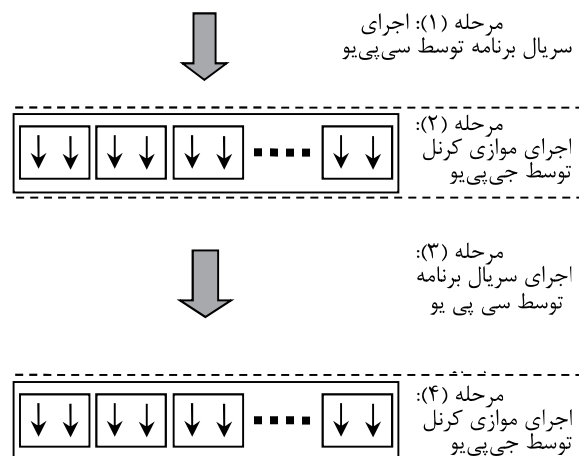 مرحله (۱): اجرای
سریال برنامه توسط سی‌پی‌یو
مرحله (۲):
اجرای موازی کرنل
توسط جی‌پی‌یو
مرحله (۳):
اجرای سریال برنامه
توسط سی پی یو
مرحله (۴):
اجرای موازی کرنل
توسط جی‌پی‌یو